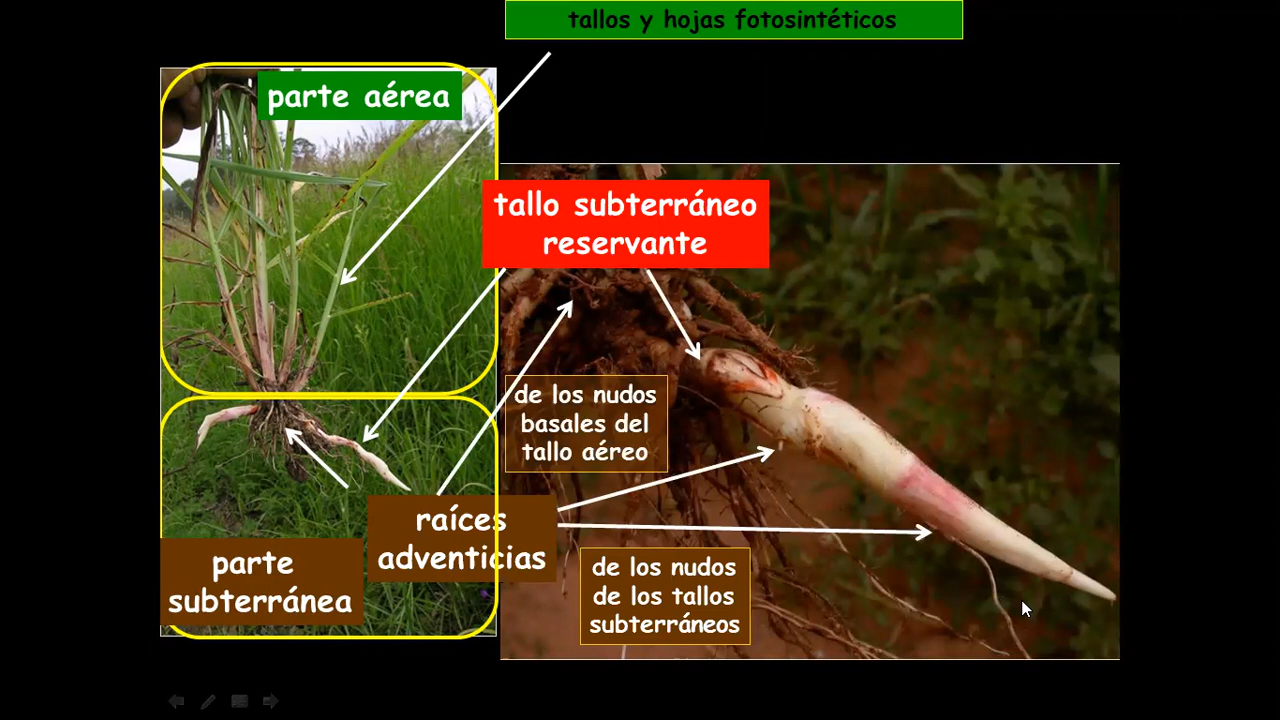 tallos y hojas fotosintéticos
parte aérea
tallo subterráneo
reservante
de los nudos
basales del
tallo aéreo
raíces
adventicias
parte
subterránea
de los nudos
de los tallos
subterráneos